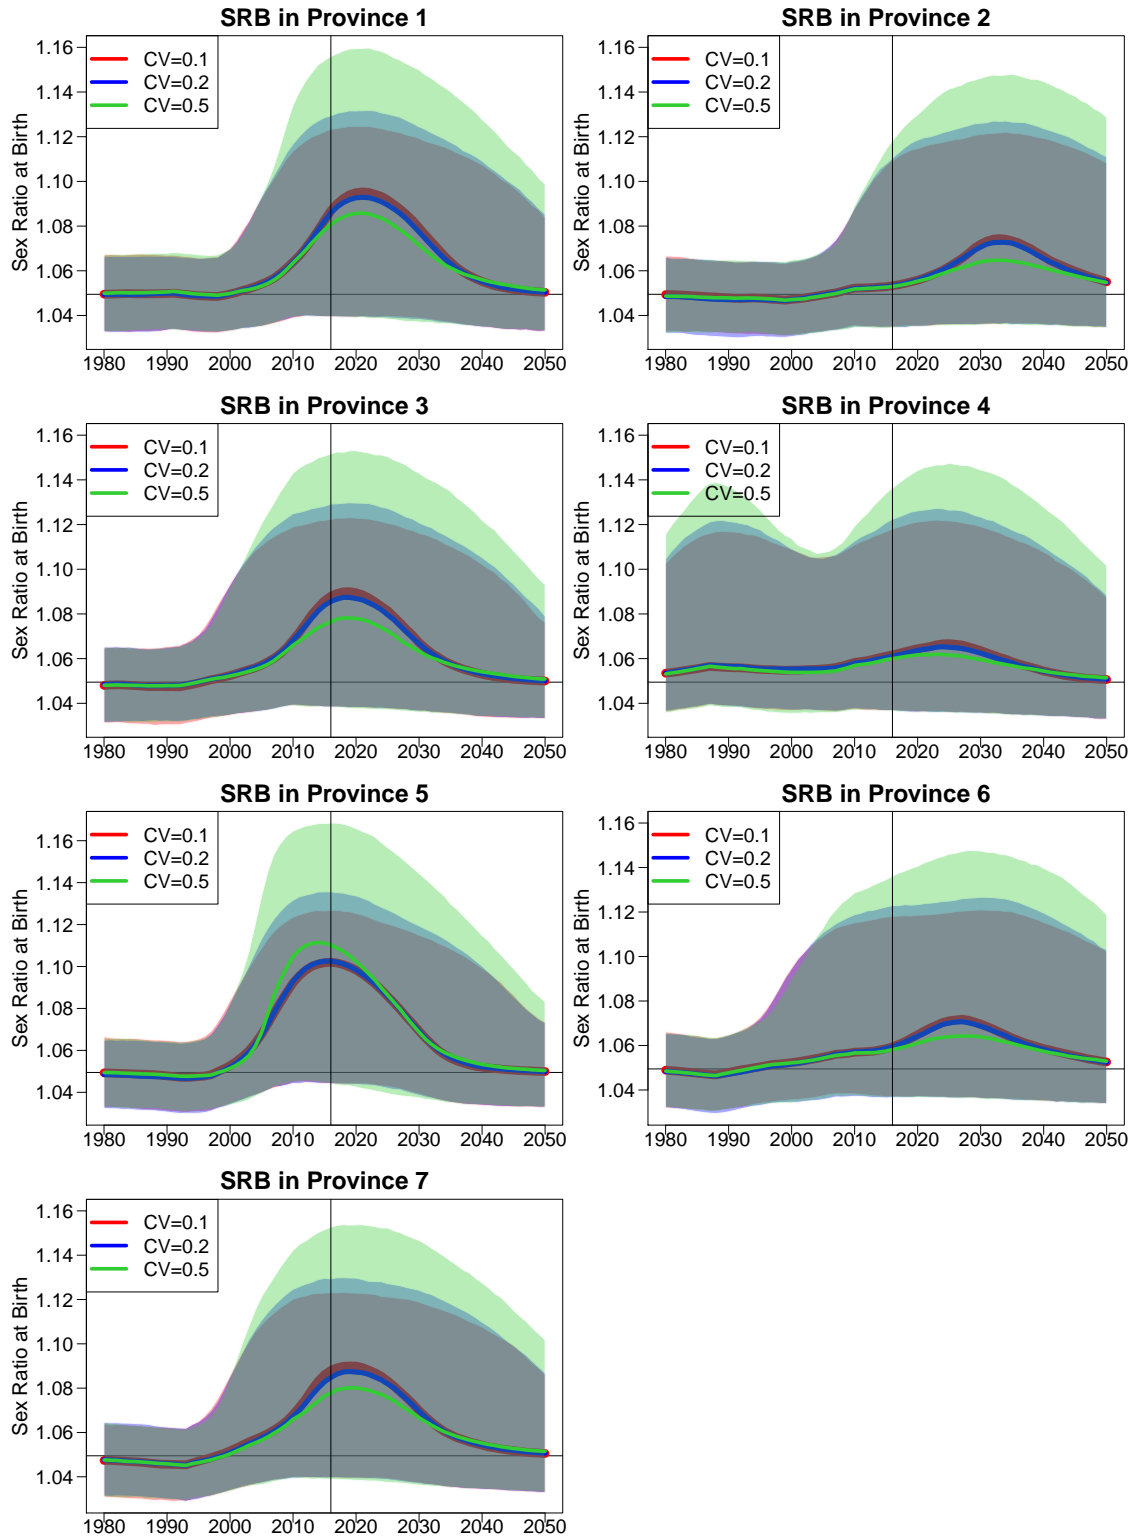 SRB in Province 1
Sex Ratio at Birth
1.16
1.14
1.12
1.10
1.08
1.06
1.04
CV=0.1
CV=0.2
CV=0.5
1980 1990 2000 2010 2020 2030 2040 2050
SRB in Province 2
Sex Ratio at Birth
1.16
1.14
1.12
1.10
1.08
1.06
1.04
CV=0.1
CV=0.2
CV=0.5
1980 1990 2000 2010 2020 2030 2040 2050
SRB in Province 3
Sex Ratio at Birth
1.16
1.14
1.12
1.10
1.08
1.06
1.04
CV=0.1
CV=0.2
CV=0.5
1980 1990 2000 2010 2020 2030 2040 2050
SRB in Province 4
Sex Ratio at Birth
1.16
1.14
1.12
1.10
1.08
1.06
1.04
CV=0.1
CV=0.2
CV=0.5
1980 1990 2000 2010 2020 2030 2040 2050
SRB in Province 5
Sex Ratio at Birth
1.16
1.14
1.12
1.10
1.08
1.06
1.04
CV=0.1
CV=0.2
CV=0.5
1980 1990 2000 2010 2020 2030 2040 2050
SRB in Province 6
Sex Ratio at Birth
1.16
1.14
1.12
1.10
1.08
1.06
1.04
CV=0.1
CV=0.2
CV=0.5
1980 1990 2000 2010 2020 2030 2040 2050
SRB in Province 7
Sex Ratio at Birth
1.16
1.14
1.12
1.10
1.08
1.06
1.04
CV=0.1
CV=0.2
CV=0.5
1980 1990 2000 2010 2020 2030 2040 2050